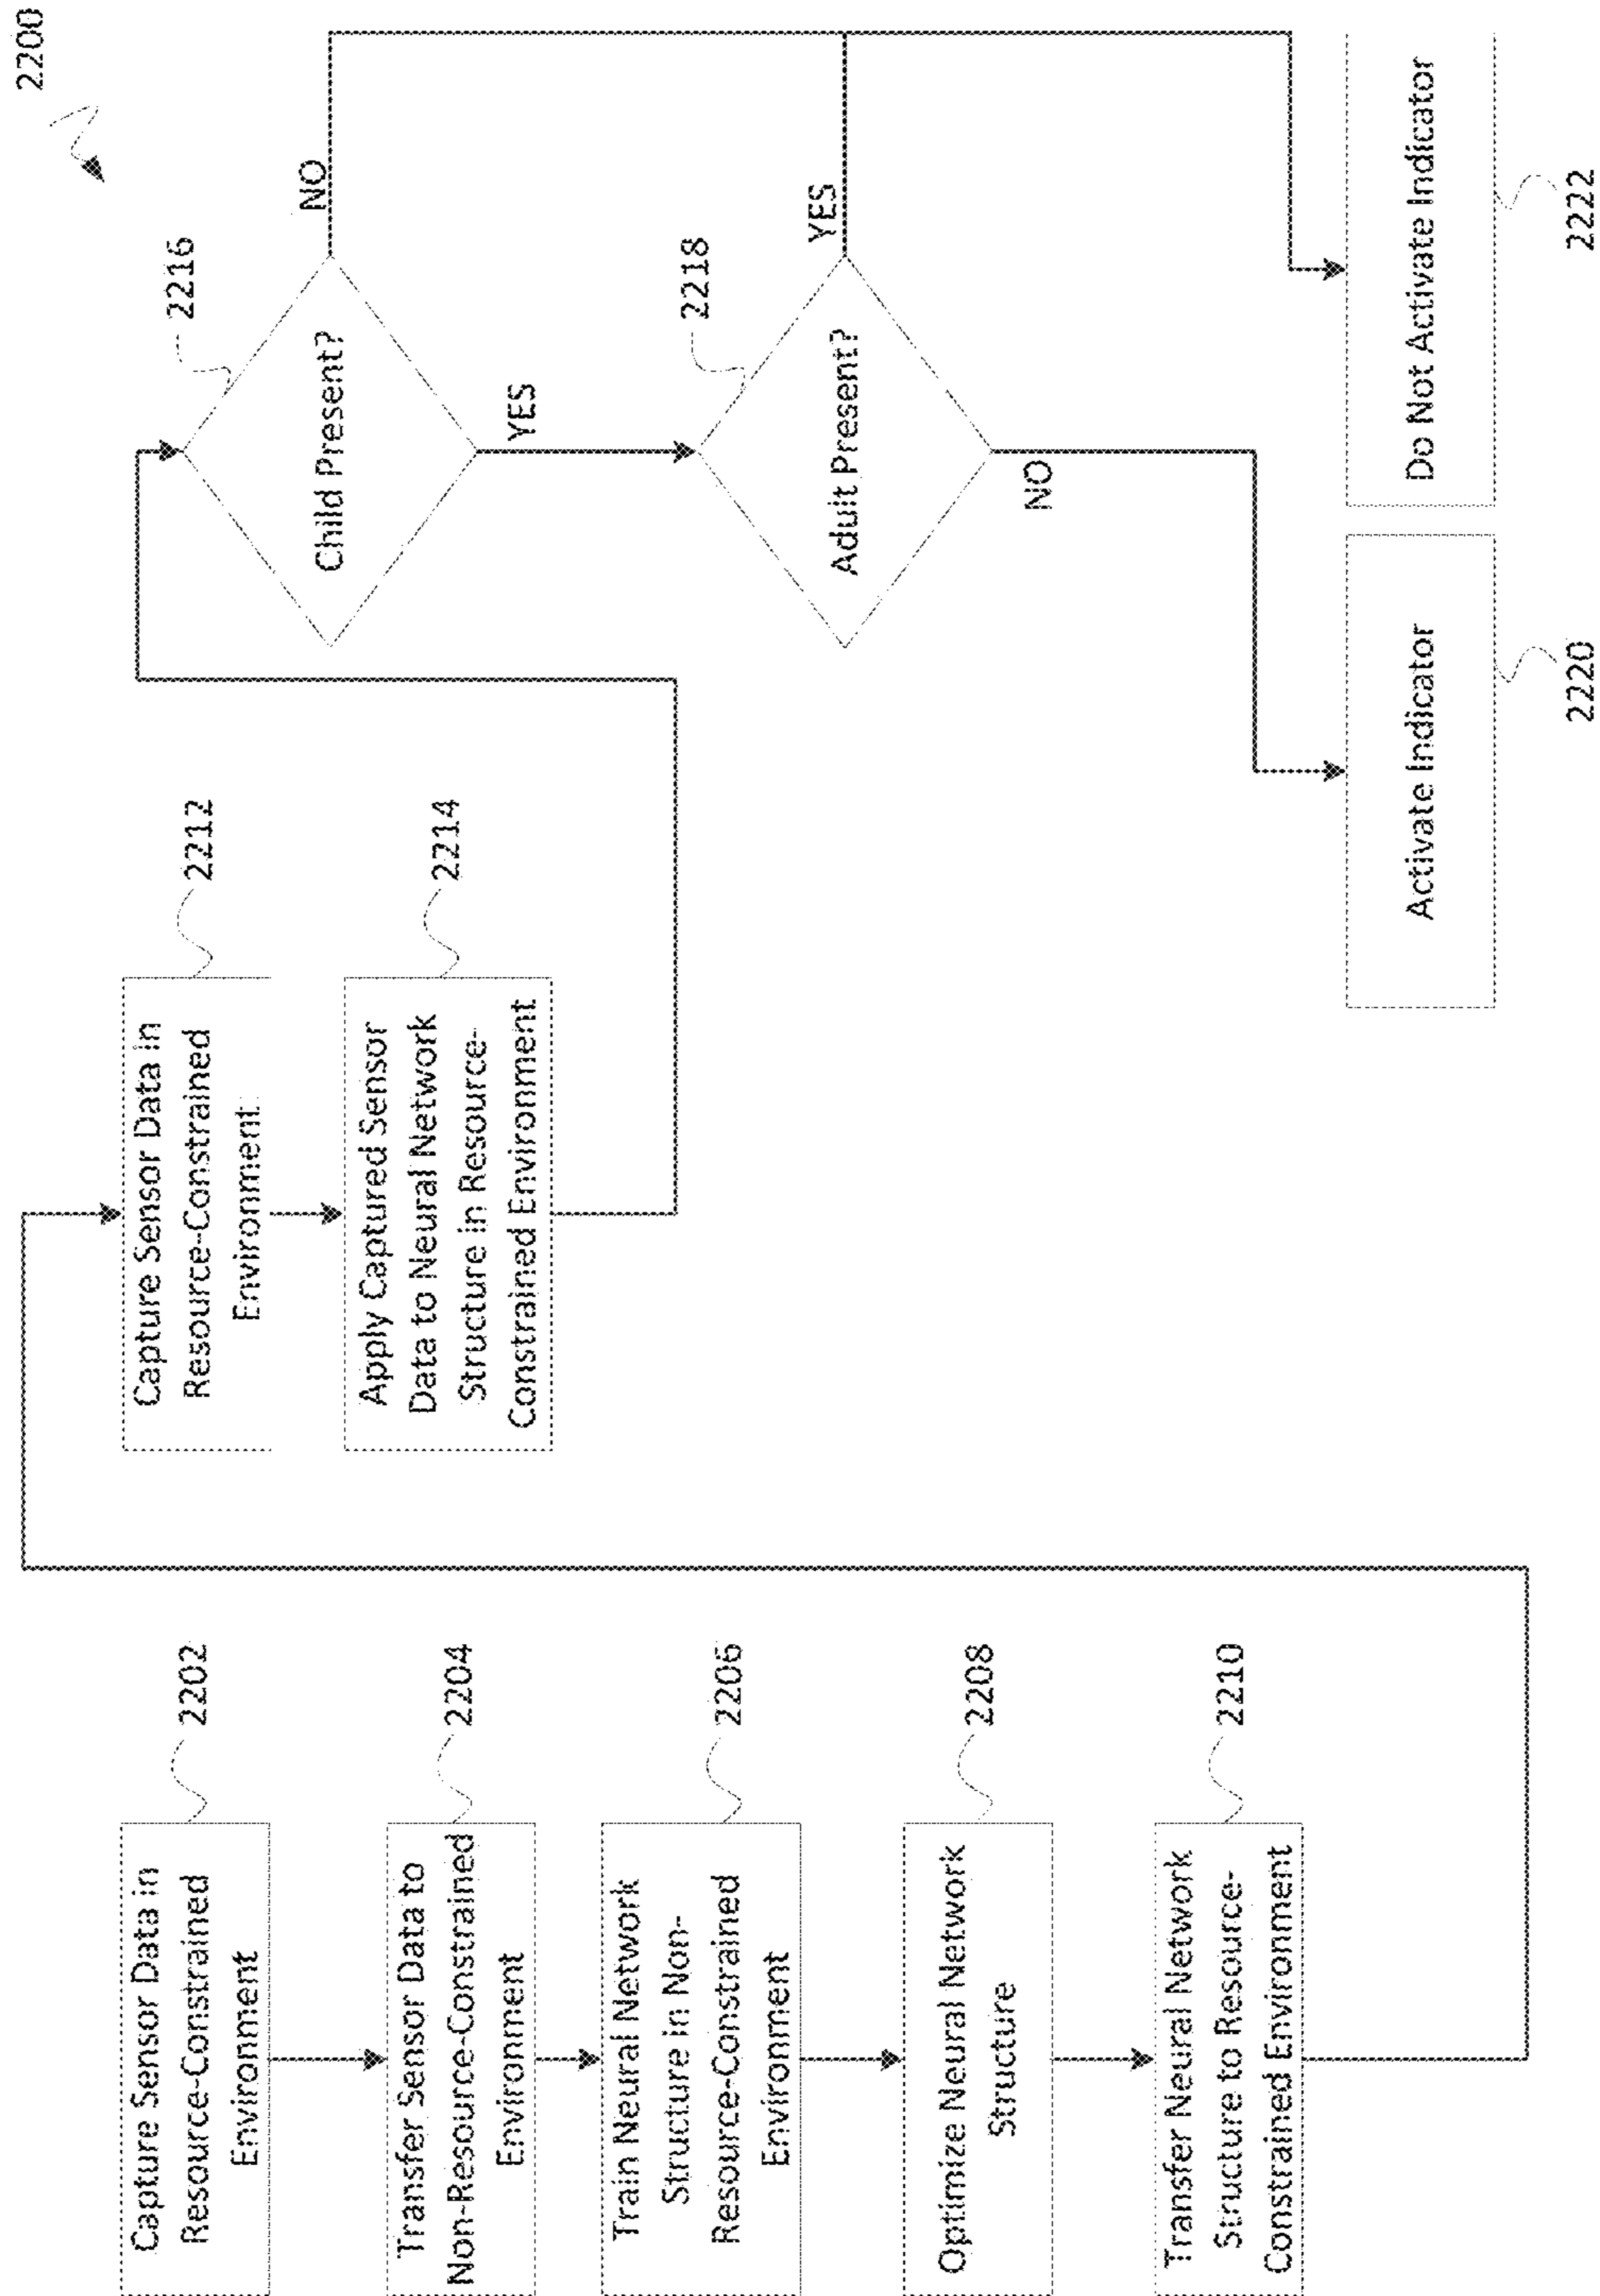 2200
Capture Sensor Data in
Resource-Constrained
Environment
2202
Transfer Sensor Data to
Non-Resource-Constrained
Environment
2204
Train Neural Network
Structure in Non-
Resource-Constrained
Environment
2206
Optimize Neural Network
Structure
2208
Transfer Neural Network
Structure to Resource-
Constrained Environment
2210
Capture Sensor Data in
Resource-Constrained
Environment
2212
Apply Captured Sensor
Data to Neural Network
Structure in Resource-
Constrained Environment
2214
Child Present?
2216
NO
YES
Adult Present?
2218
YES
NO
Activate Indicator
2220
Do Not Activate Indicator
2222